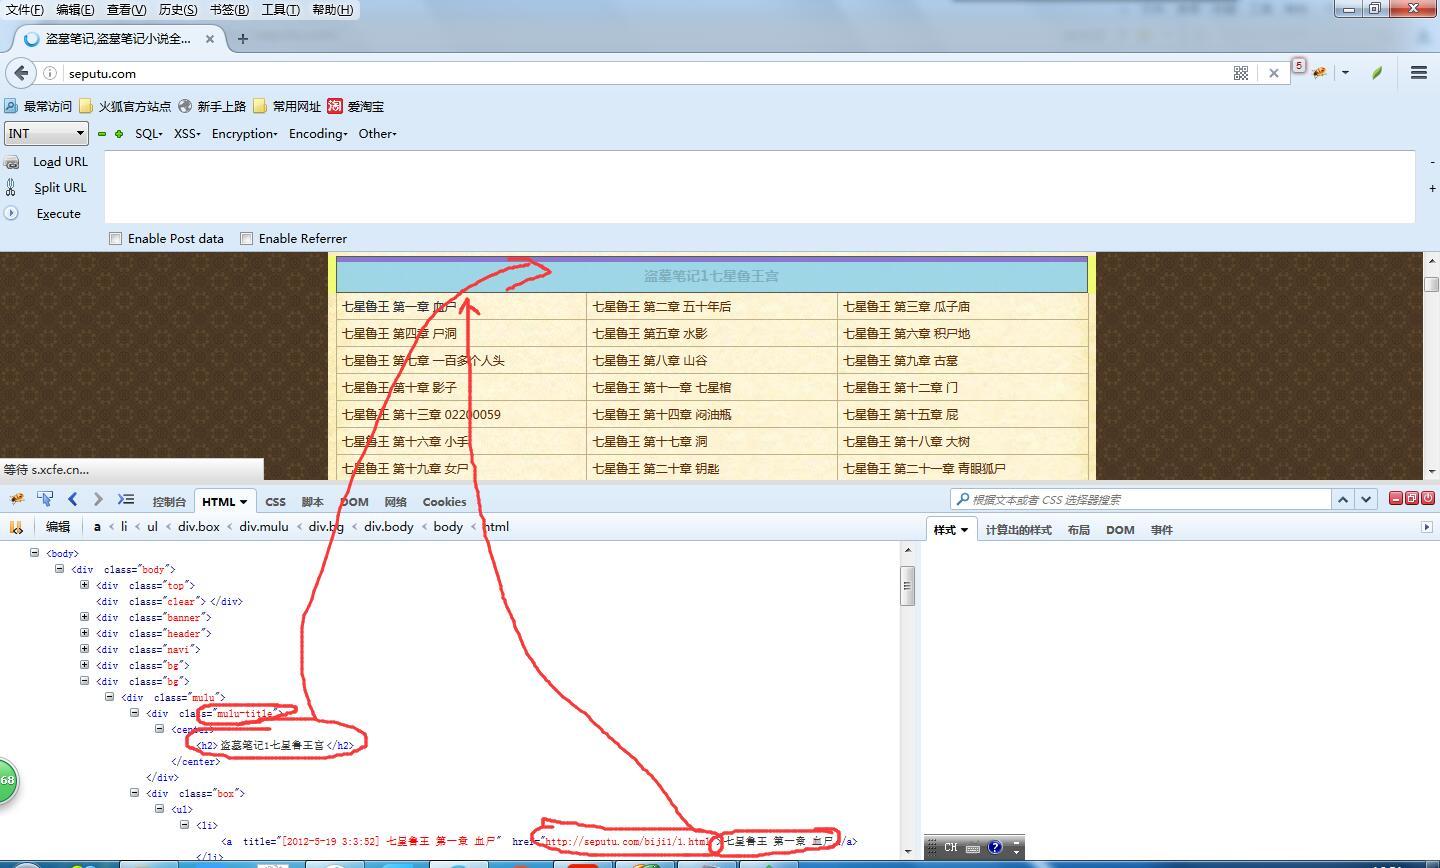 文件(F) 编辑(E) 查看(V) 历史(S) 书签(B) 工具(T) 帮助(H)
盗墓笔记,盗墓笔记小说全...
seputu.com
5
最常访问 火狐官方站点 新手上路 常用网址 淘 爱淘宝
INT SQL XSS Encryption Encoding Other
Load URL
Split URL
Execute
Enable Post data Enable Referrer
盗墓笔记1七星鲁王宫
七星鲁王 第一章 血尸 七星鲁王 第二章 五十年后 七星鲁王 第三章 瓜子庙
七星鲁王 第四章 尸洞 七星鲁王 第五章 水影 七星鲁王 第六章 积尸地
七星鲁王 第七章 一百多个人头 七星鲁王 第八章 山谷 七星鲁王 第九章 古墓
七星鲁王 第十章 影子 七星鲁王 第十一章 七星棺 七星鲁王 第十二章 门
七星鲁王 第十三章 02200059 七星鲁王 第十四章 闷油瓶 七星鲁王 第十五章 屁
七星鲁王 第十六章 小手 七星鲁王 第十七章 洞 七星鲁王 第十八章 大树
七星鲁王 第十九章 女尸 七星鲁王 第二十章 钥匙 七星鲁王 第二十一章 青眼狐尸
等待 s.xcfe.cn...
控制台 HTML CSS 脚本 DOM 网络 Cookies 根据文本或者 CSS 选择器搜索
编辑 a < li < ul < div.box < div.mulu < div.bg < div.body < body < html
样式 计算出的样式 布局 DOM 事件
<body>
<div class="body">
<div class="top">
<div class="clear"> </div>
<div class="banner">
<div class="header">
<div class="navi">
<div class="bg">
<div class="bg">
<div class="mulu">
<div class="mulu-title">
<center>
<h2> 盗墓笔记1七星鲁王宫 </h2>
</center>
</div>
<div class="box">
<ul>
<li>
<a title="[2012-5-19 3:3:52] 七星鲁王 第一章 血尸" href="http://seputu.com/biji1/1.html"> 七星鲁王 第一章 血尸 </a>
</li>
68
CH